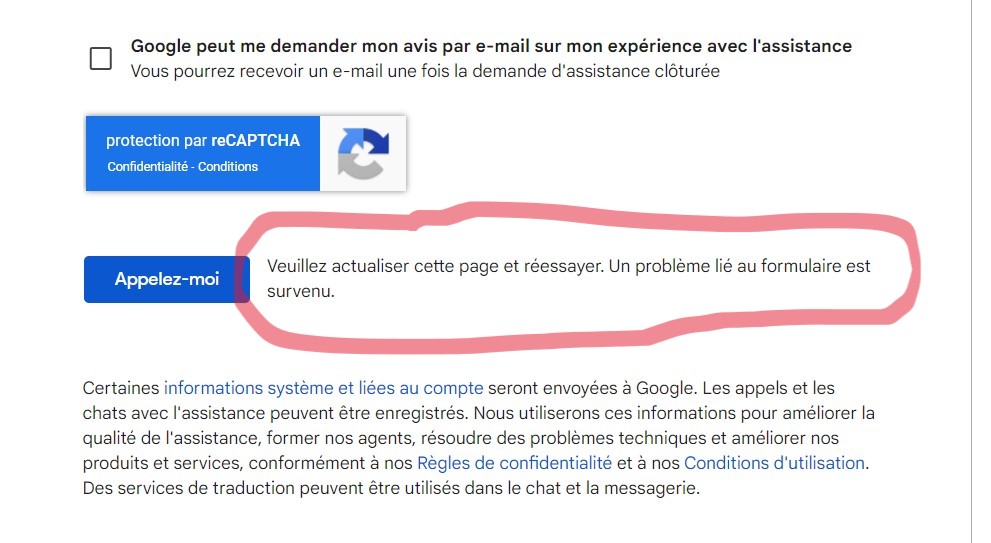 Google peut me demander mon avis par e-mail sur mon expérience avec l'assistance
Vous pourrez recevoir un e-mail une fois la demande d'assistance clôturée
protection par reCAPTCHA
Confidentialité - Conditions
Appelez-moi
Veuillez actualiser cette page et réessayer. Un problème lié au formulaire est
survenu.
Certaines informations système et liées au compte seront envoyées à Google. Les appels et les
chats avec l'assistance peuvent être enregistrés. Nous utiliserons ces informations pour améliorer la
qualité de l'assistance, former nos agents, résoudre des problèmes techniques et améliorer nos
produits et services, conformément à nos Règles de confidentialité et à nos Conditions d'utilisation.
Des services de traduction peuvent être utilisés dans le chat et la messagerie.